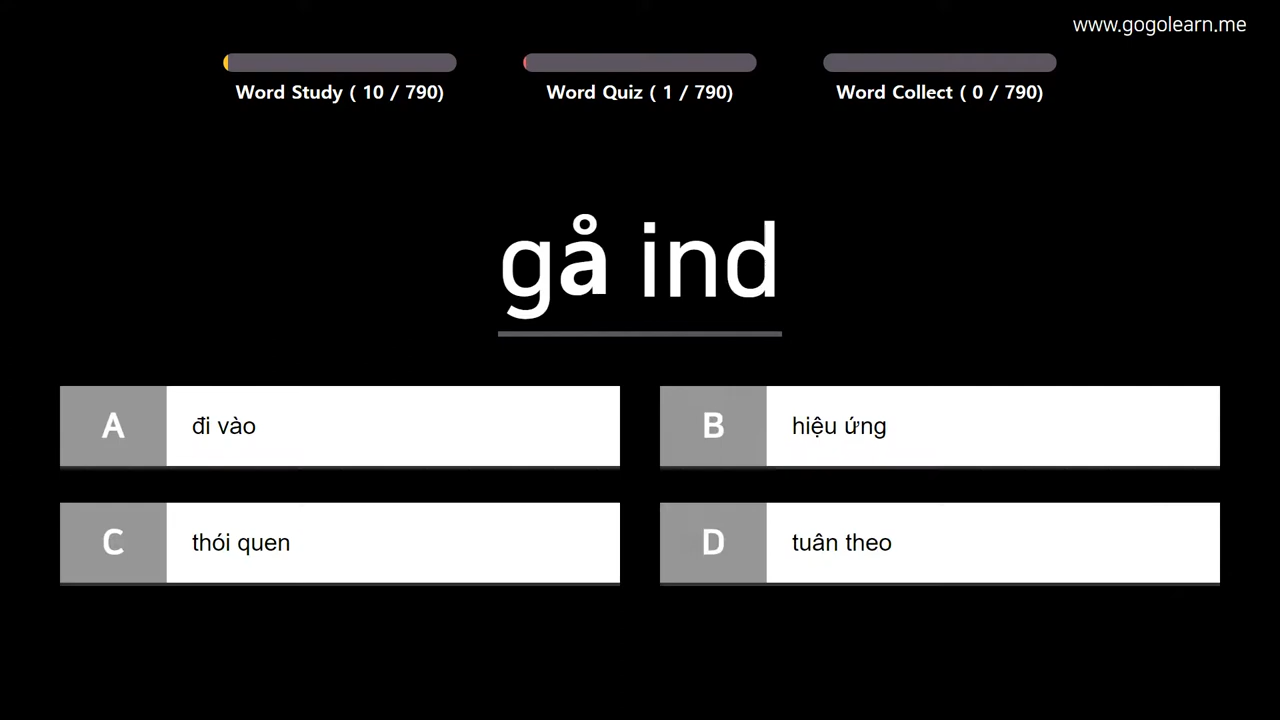 www.gogolearn.me
Word Study ( 10 / 790)
Word Quiz ( 1 / 790)
Word Collect ( 0 / 790)
gå ind
A đi vào
B hiệu ứng
C thói quen
D tuân theo